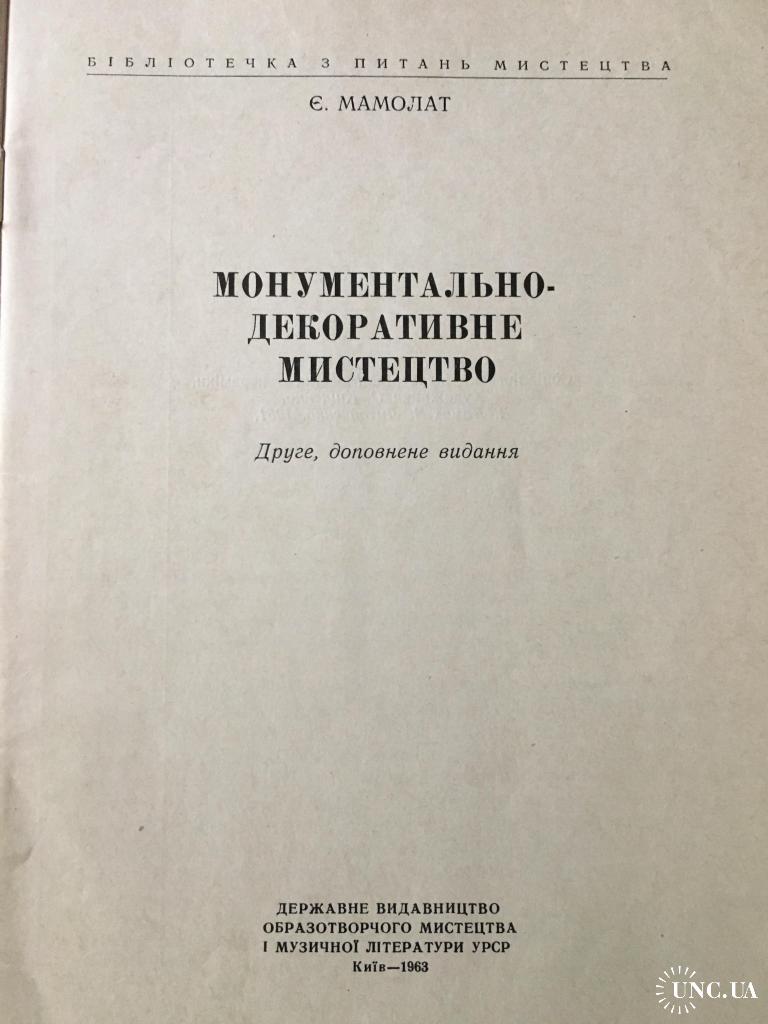 БІБЛІОТЕЧКА З ПИТАНЬ МИСТЕЦТВА
Є. МАМОЛАТ
МОНУМЕНТАЛЬНО-
ДЕКОРАТИВНЕ
МИСТЕЦТВО
Друге, доповнене видання
ДЕРЖАВНЕ ВИДАВНИЦТВО
ОБРАЗОТВОРЧОГО МИСТЕЦТВА
І МУЗИЧНОЇ ЛІТЕРАТУРИ УРСР
Київ—1963
UNC.UA